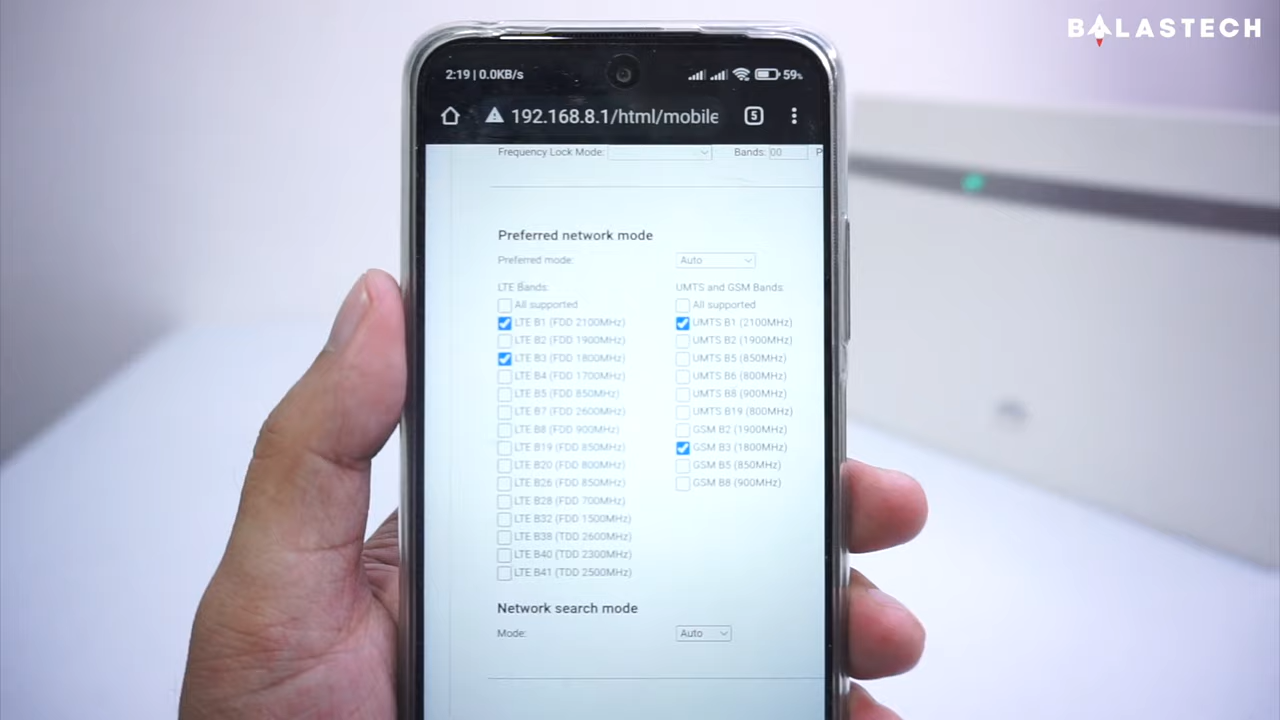 BALASTECH
2:19 | 0.0KB/s
59%
192.168.8.1/html/mobile
5
Frequency Lock Mode: Bands: 00 P
Preferred network mode
Preferred mode: Auto
LTE Bands: UMTS and GSM Bands:
All supported All supported
LTE B1 (FDD 2100MHz) UMTS B1 (2100MHz)
LTE B2 (FDD 1900MHz) UMTS B2 (1900MHz)
LTE B3 (FDD 1800MHz) UMTS B5 (850MHz)
LTE B4 (FDD 1700MHz) UMTS B6 (800MHz)
LTE B5 (FDD 850MHz) UMTS B8 (900MHz)
LTE B7 (FDD 2600MHz) UMTS B19 (800MHz)
LTE B8 (FDD 900MHz) GSM B2 (1900MHz)
LTE B19 (FDD 850MHz) GSM B3 (1800MHz)
LTE B20 (FDD 800MHz) GSM B5 (850MHz)
LTE B26 (FDD 850MHz) GSM B8 (900MHz)
LTE B28 (FDD 700MHz)
LTE B32 (FDD 1500MHz)
LTE B38 (TDD 2600MHz)
LTE B40 (TDD 2300MHz)
LTE B41 (TDD 2500MHz)
Network search mode
Mode: Auto